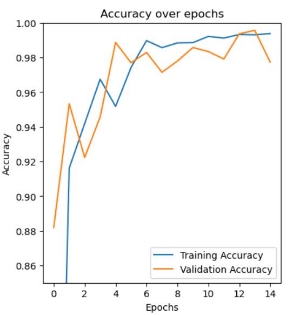 Accuracy over epochs
1.00
0.98
0.96
0.94
0.92
0.90
0.88
0.86
Accuracy
Training Accuracy
Validation Accuracy
0 2 4 6 8 10 12 14
Epochs